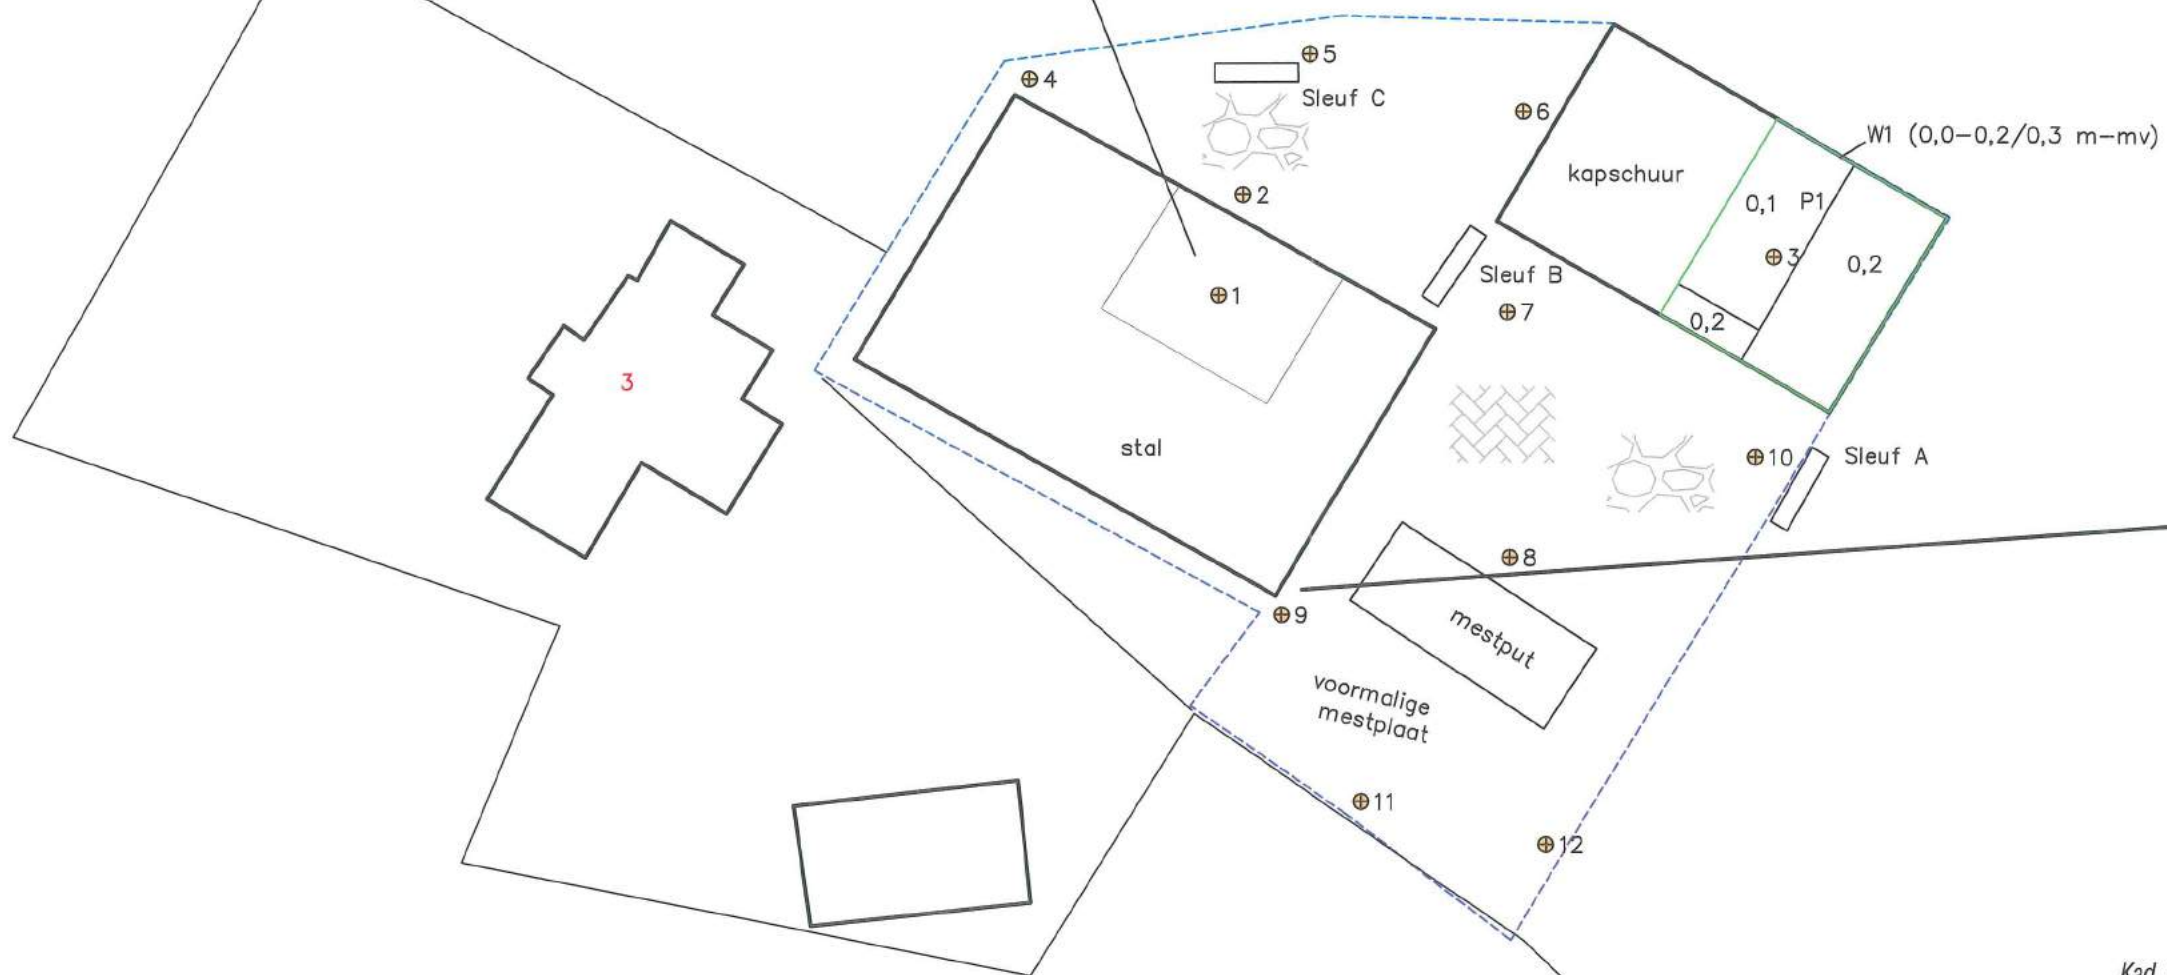 5
4
Sleuf C
6
W1 (0,0-0,2/0,3 m-mv)
kapschuur
2
0,1 P1
3
0,2
Sleuf B
1
7
0,2
3
stal
10
Sleuf A
8
9
mestput
voormalige
mestplaat
11
12
Kad